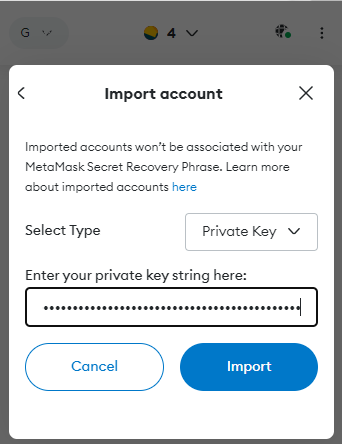 G
4
Import account
Imported accounts won't be associated with your
MetaMask Secret Recovery Phrase. Learn more
about imported accounts here
Select Type
Private Key
Enter your private key string here:
Cancel
Import